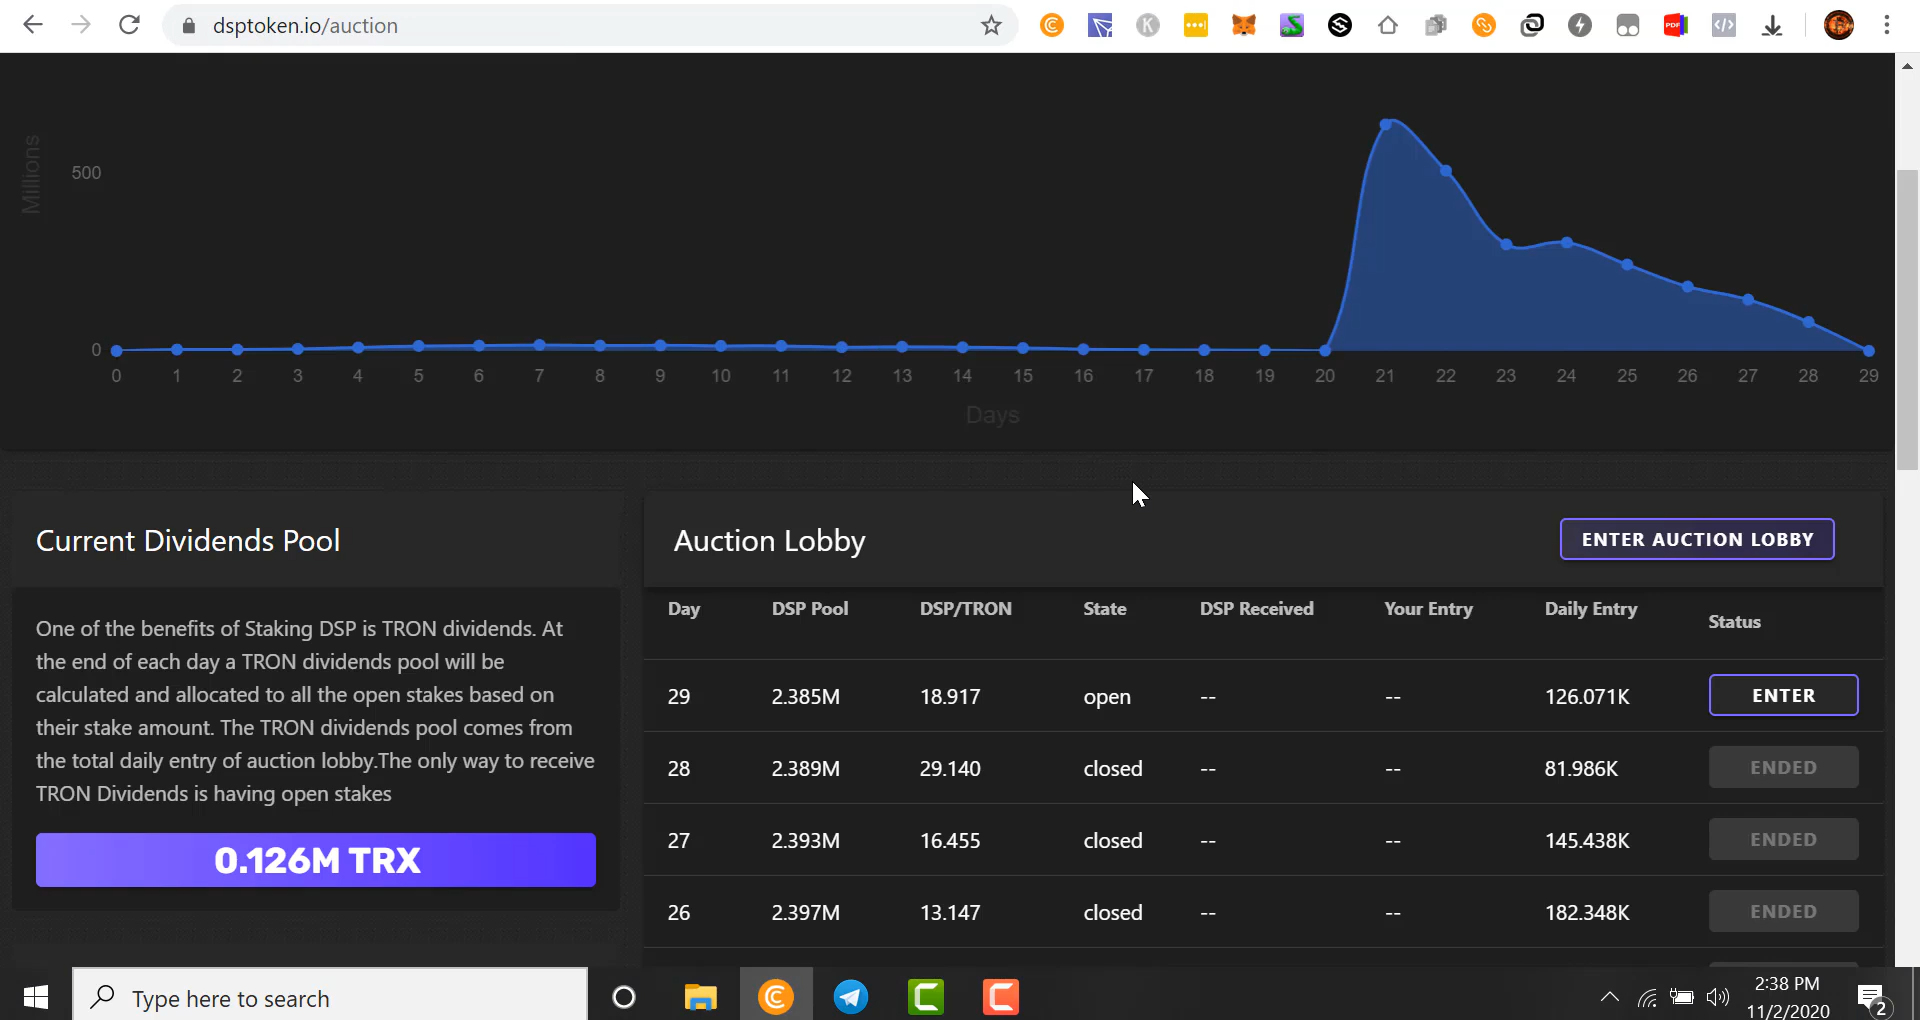 dsptoken.io/auction
PDF
Millions
500
0
0 1 2 3 4 5 6 7 8 9 10 11 12 13 14 15 16 17 18 19 20 21 22 23 24 25 26 27 28 29
Days
Current Dividends Pool
One of the benefits of Staking DSP is TRON dividends. At
the end of each day a TRON dividends pool will be
calculated and allocated to all the open stakes based on
their stake amount. The TRON dividends pool comes from
the total daily entry of auction lobby.The only way to receive
TRON Dividends is having open stakes
0.126M TRX
Auction Lobby
ENTER AUCTION LOBBY
Day DSP Pool DSP/TRON State DSP Received Your Entry Daily Entry Status
29 2.385M 18.917 open -- -- 126.071K ENTER
28 2.389M 29.140 closed -- -- 81.986K ENDED
27 2.393M 16.455 closed -- -- 145.438K ENDED
26 2.397M 13.147 closed -- -- 182.348K ENDED
Type here to search
2:38 PM
11/2/2020
2